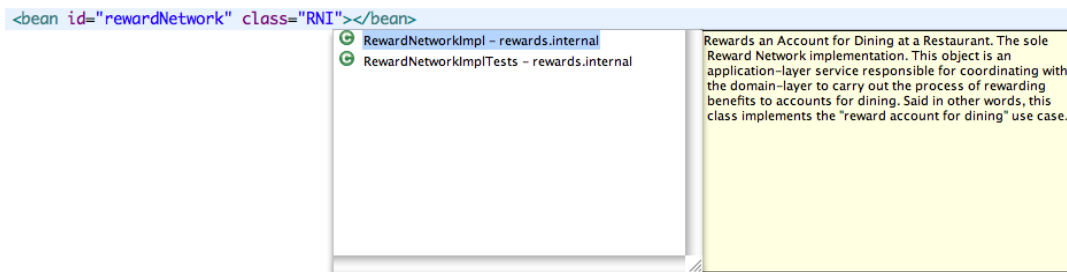 <bean id="rewardNetwork" class="RNI"></bean>
RewardNetworkImpl – rewards.internal
RewardNetworkImplTests – rewards.internal
Rewards an Account for Dining at a Restaurant. The sole
Reward Network implementation. This object is an
application-layer service responsible for coordinating with
the domain-layer to carry out the process of rewarding
benefits to accounts for dining. Said in other words, this
class implements the "reward account for dining" use case.